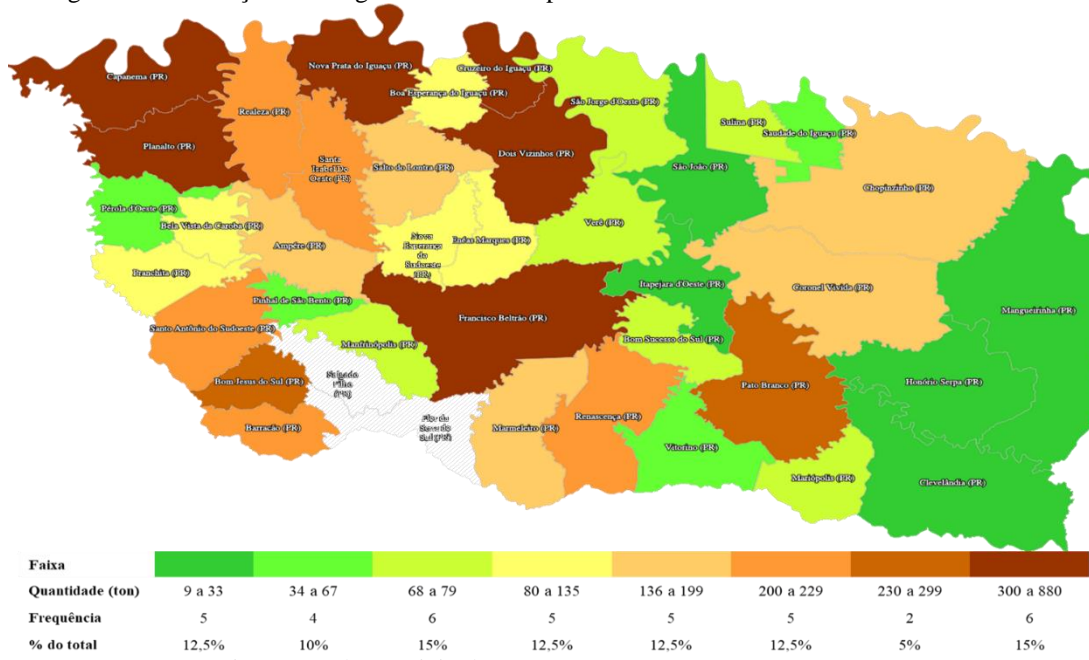 Capanema (PR)
Nova Prata do Iguaçu (PR)
Cruzeiro do Iguaçu (PR)
Boa Esperança do Iguaçu (PR)
São Jorge d'Oeste (PR)
Realeza (PR)
Sulina (PR)
Saudade do Iguaçu (PR)
Planalto (PR)
Dois Vizinhos (PR)
Santa
Isabel Do
Oeste (PR)
Salto do Lontra (PR)
São João (PR)
Chopinzinho (PR)
Pérola d'Oeste (PR)
Bela Vista da Caroba (PR)
Verê (PR)
Ampére (PR)
Nova
Esperança
do
Sudoeste
(PR)
Enéas Marques (PR)
Pranchita (PR)
Itapejara d'Oeste (PR)
Coronel Vivida (PR)
Pinhal de São Bento (PR)
Mangueirinha (PR)
Francisco Beltrão (PR)
Santo Antônio do Sudoeste (PR)
Manfrinópolis (PR)
Bom Sucesso do Sul (PR)
Bom Jesus do Sul (PR)
Salgado
Filho
(PR)
Pato Branco (PR)
Honório Serpa (PR)
Barracão (PR)
Flor da
Serra do
Sul (PR)
Marmeleiro (PR)
Renascença (PR)
Vitorino (PR)
Mariópolis (PR)
Clevelândia (PR)
Faixa
Quantidade (ton) 9 a 33 34 a 67 68 a 79 80 a 135 136 a 199 200 a 229 230 a 299 300 a 880
Frequência 5 4 6 5 5 5 2 6
% do total 12,5% 10% 15% 12,5% 12,5% 12,5% 5% 15%